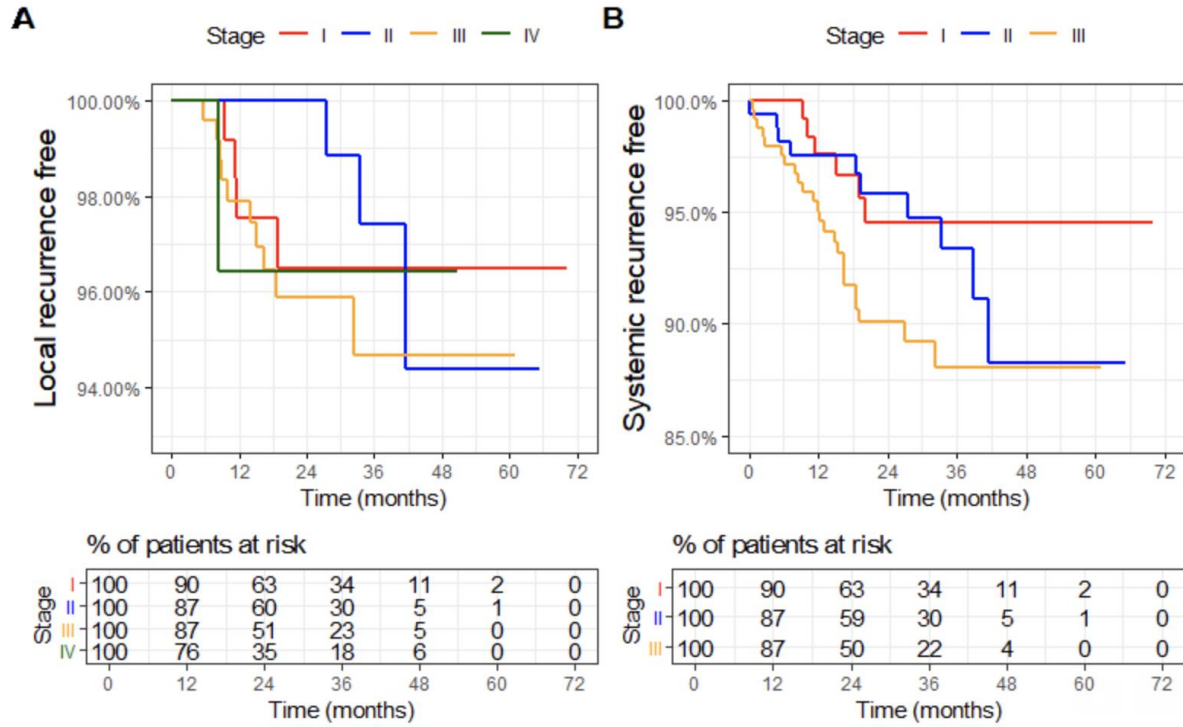 A
Stage I II III IV
Local recurrence free
100.00%
98.00%
96.00%
94.00%
0 12 24 36 48 60 72
Time (months)
% of patients at risk
Stage
I 100 90 63 34 11 2 0
II 100 87 60 30 5 1 0
III 100 87 51 23 5 0 0
IV 100 76 35 18 6 0 0
0 12 24 36 48 60 72
Time (months)
B
Stage I II III
Systemic recurrence free
100.0%
95.0%
90.0%
85.0%
0 12 24 36 48 60 72
Time (months)
% of patients at risk
Stage
I 100 90 63 34 11 2 0
II 100 87 59 30 5 1 0
III 100 87 50 22 4 0 0
0 12 24 36 48 60 72
Time (months)